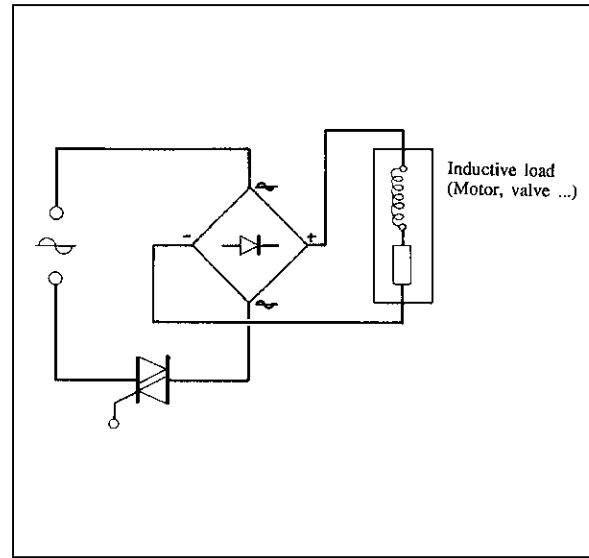 Inductive load
(Motor, valve ...)
-
+